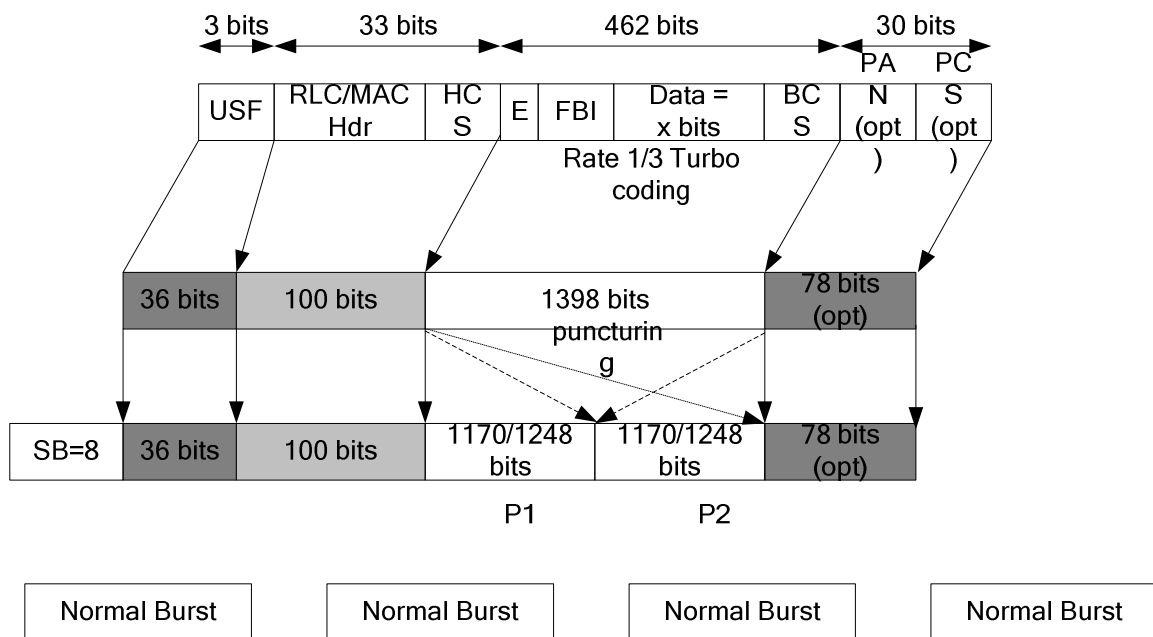 3 bits 33 bits 462 bits 30 bits
USF
RLC/MAC
Hdr
HC
S
E
FBI
Data =
x bits
BC
S
PA
N
(opt
)
PC
S
(opt
)
Rate 1/3 Turbo
coding
36 bits
100 bits
1398 bits
78 bits
(opt)
puncturin
g
SB=8
36 bits
100 bits
1170/1248
bits
1170/1248
bits
78 bits
(opt)
P1 P2
Normal Burst Normal Burst Normal Burst Normal Burst